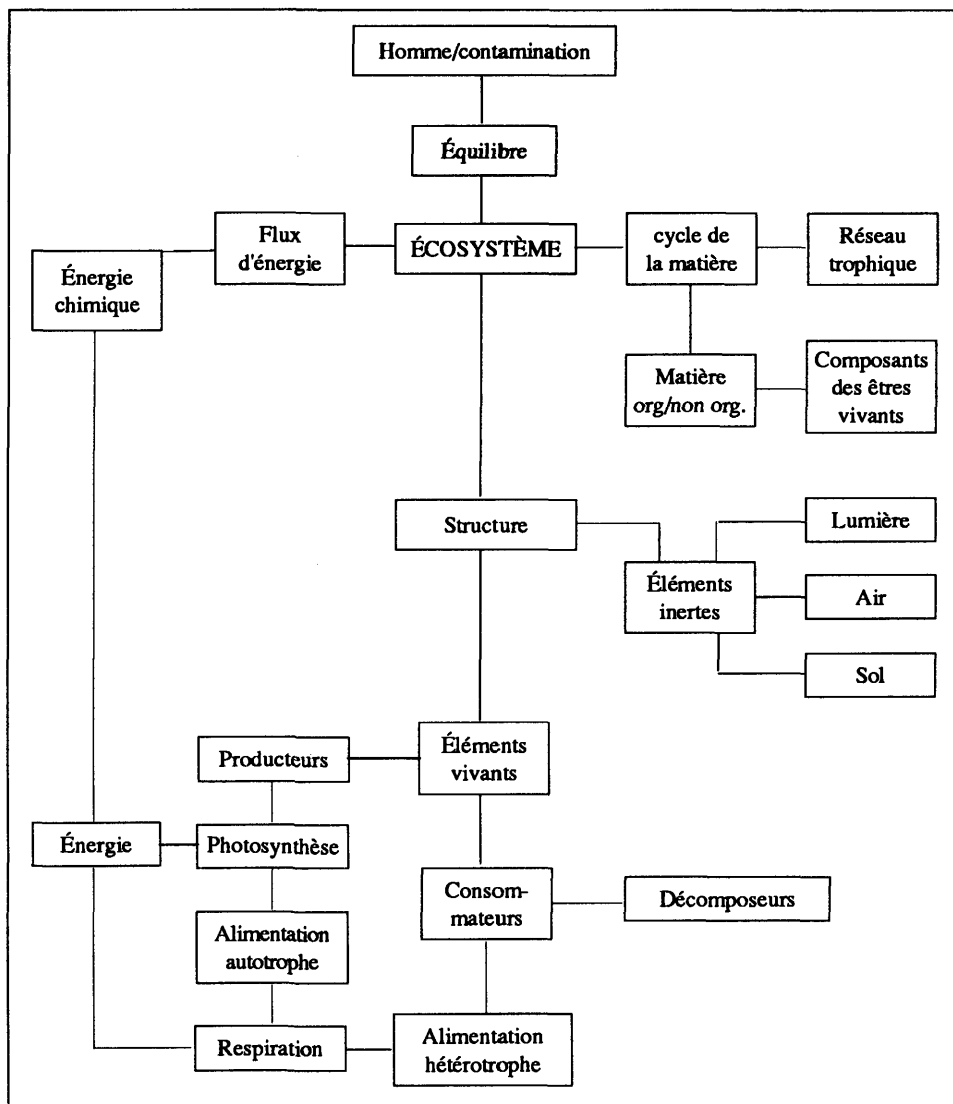 Homme/contamination
Équilibre
Flux
d'énergie
ÉCOSYSTÈME
cycle de
la matière
Réseau
trophique
Énergie
chimique
Matière
org/non org.
Composants
des êtres
vivants
Structure
Lumière
Éléments
inertes
Air
Sol
Producteurs
Éléments
vivants
Énergie
Photosynthèse
Consom-
mateurs
Décomposeurs
Alimentation
autotrophe
Respiration
Alimentation
hétérotrophe